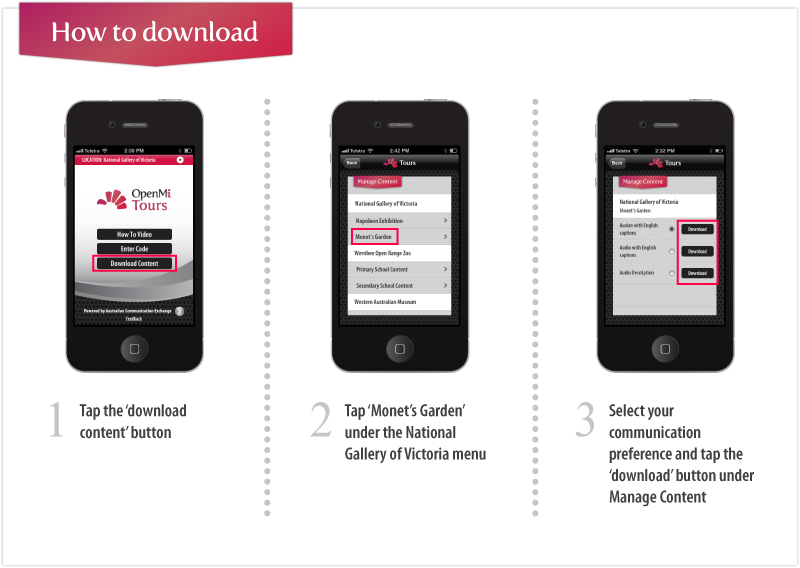 How to download
Telstra 2:30 PM
LOCATION: National Gallery of Victoria
OpenMi
Tours
How To Video
Enter Code
Download Content
Powered by Australian Communication Exchange
Feedback
1 Tap the ‘download
content’ button
Telstra 2:42 PM
Back Tours
Manage Content
National Gallery of Victoria
Napoleon Exhibition
Monet's Garden
Werribee Open Range Zoo
Primary School Content
Secondary School Content
Western Australian Museum
2 Tap ‘Monet’s Garden’
under the National
Gallery of Victoria menu
Telstra 2:32 PM
Back Tours
Manage Content
National Gallery of Victoria
Monet's Garden
Auslan with English
captions
Download
Audio with English
captions
Download
Audio Description
Download
3 Select your
communication
preference and tap the
‘download’ button under
Manage Content